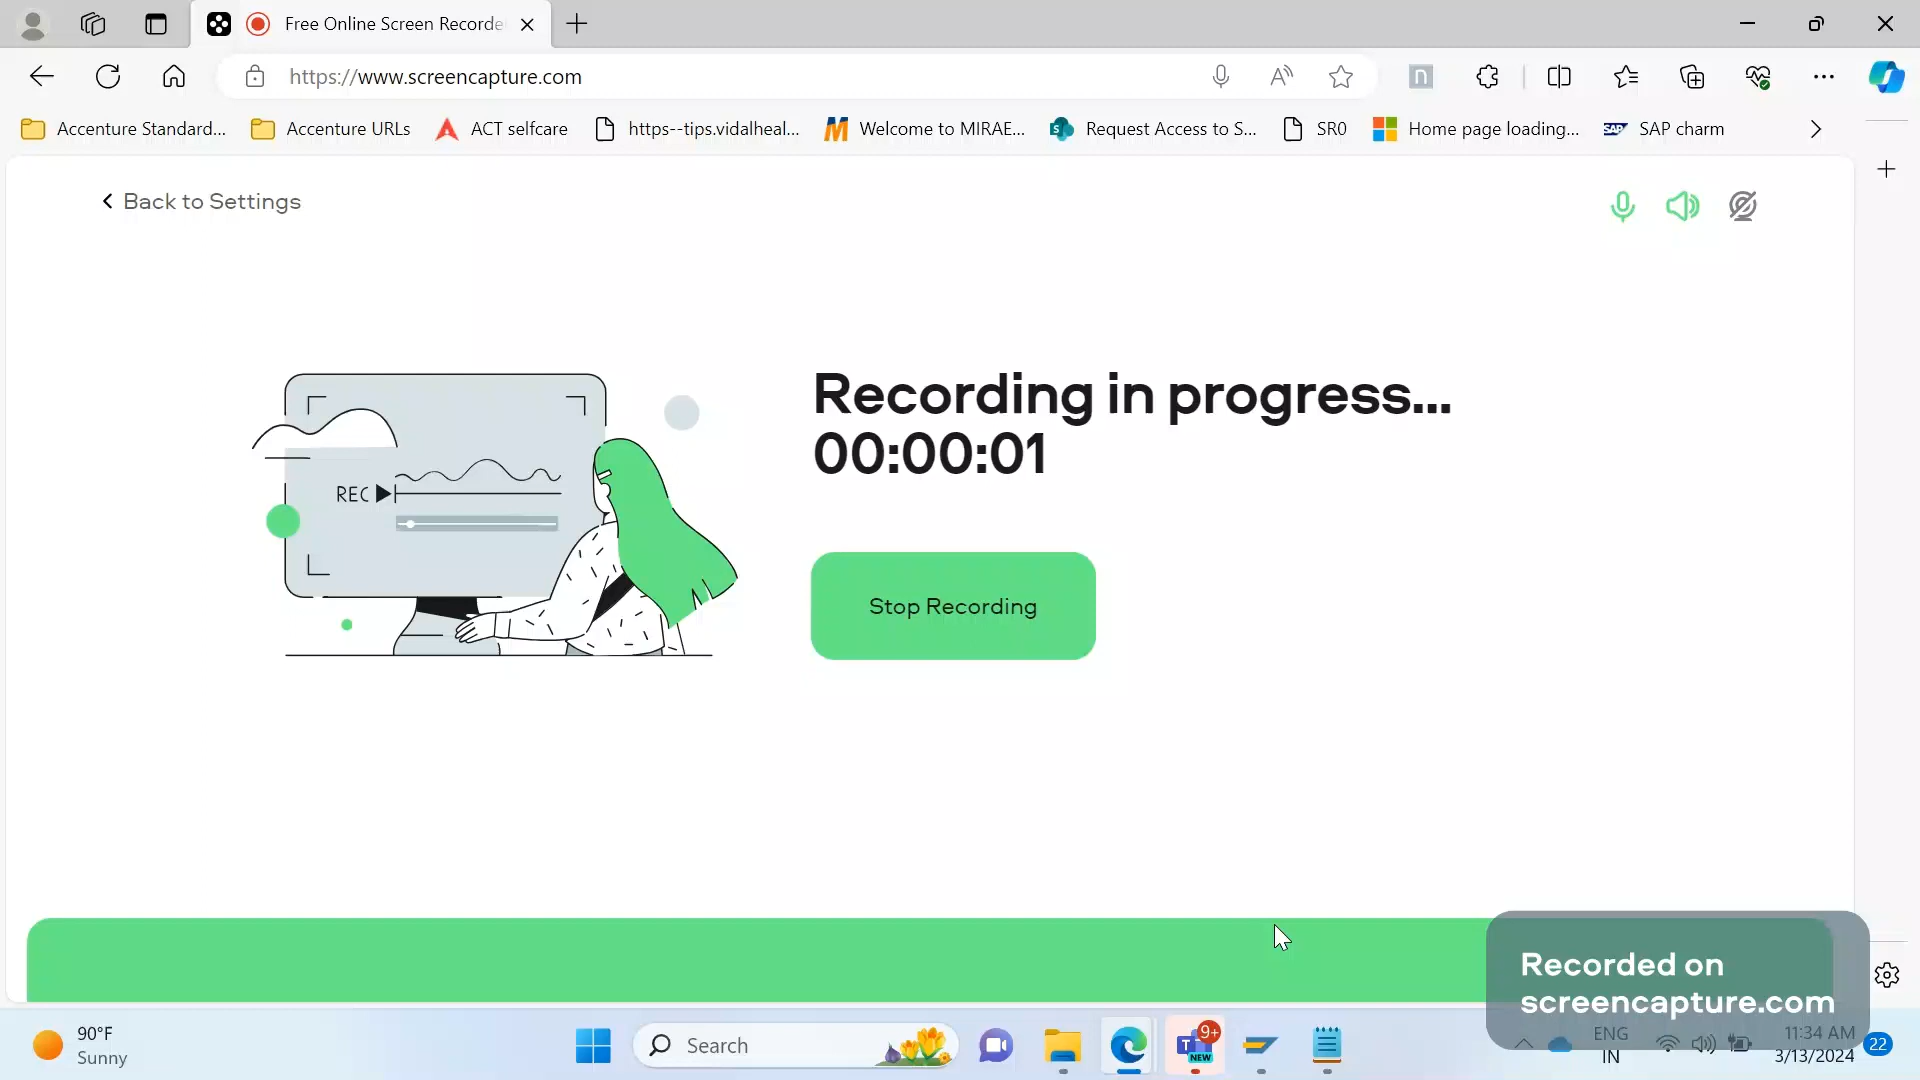 Free Online Screen Recorde
https://www.screencapture.com
Accenture Standard...
Accenture URLs
ACT selfcare
https--tips.vidalheal...
Welcome to MIRAE...
Request Access to S...
SR0
Home page loading...
SAP charm
Back to Settings
Recording in progress...
00:00:01
REC
Stop Recording
Recorded on
screencapture.com
90°F
Sunny
Search
9+
NEW
ENG
IN
11:34 AM
3/13/2024
22